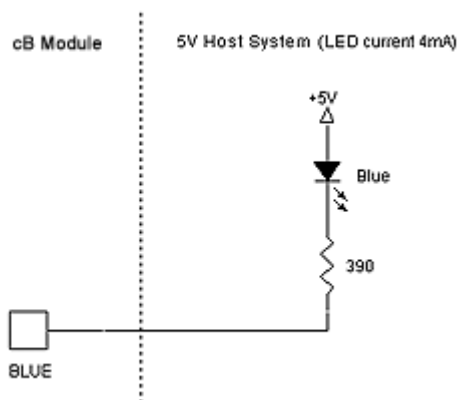 cB Module
5V Host System (LED current 4mA)
+5V
Blue
390
BLUE